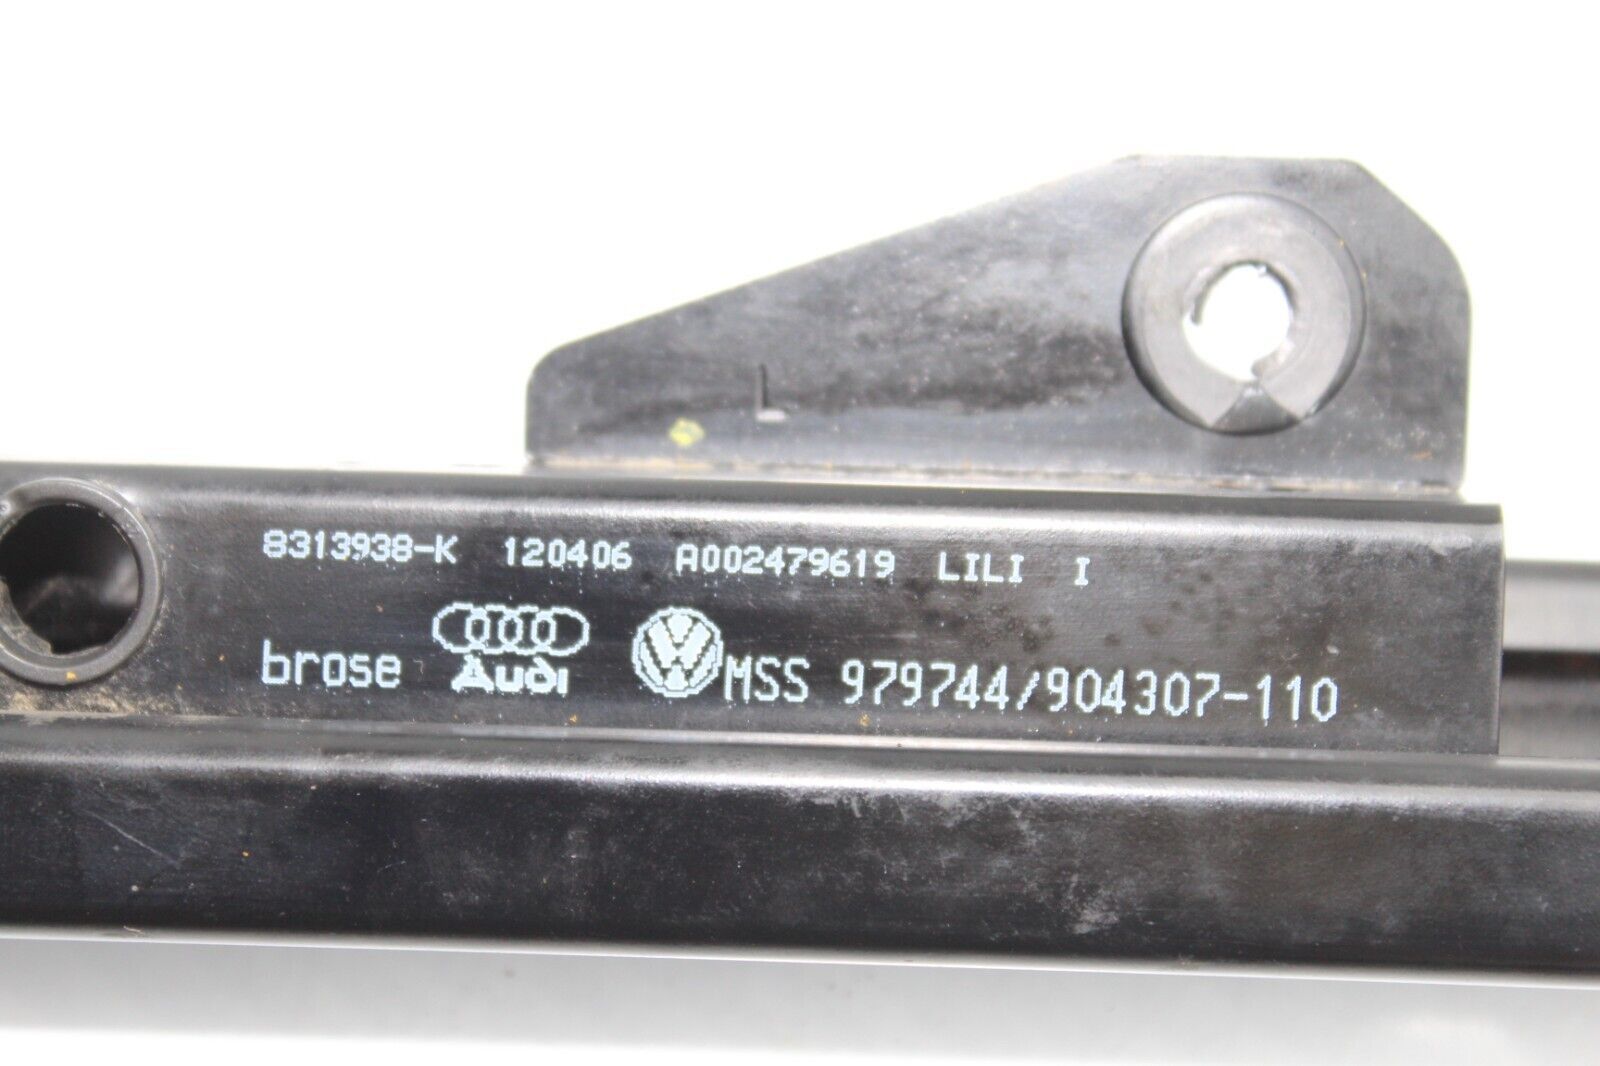 L
8313938-K 120406 A002479619 LILI I
brose Audi MSS 979744/904307-110